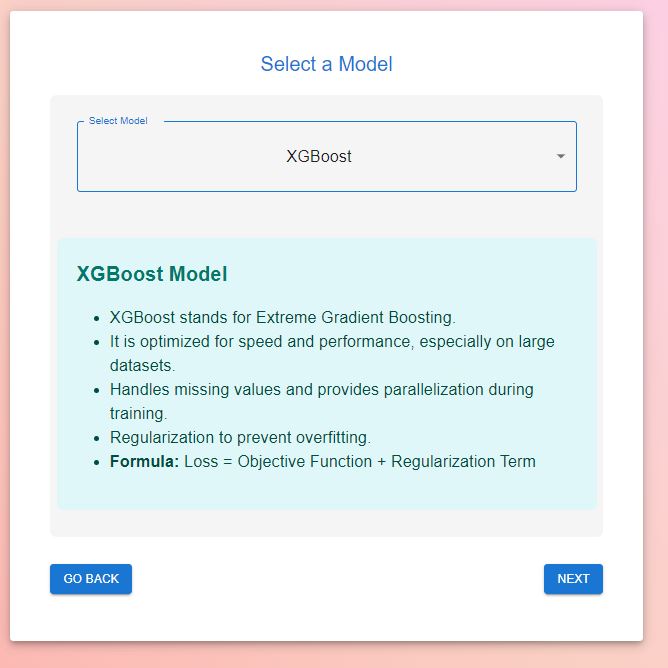 Select a Model
Select Model
XGBoost
XGBoost Model
• XGBoost stands for Extreme Gradient Boosting.
• It is optimized for speed and performance, especially on large
datasets.
• Handles missing values and provides parallelization during
training.
• Regularization to prevent overfitting.
• Formula: Loss = Objective Function + Regularization Term
GO BACK
NEXT